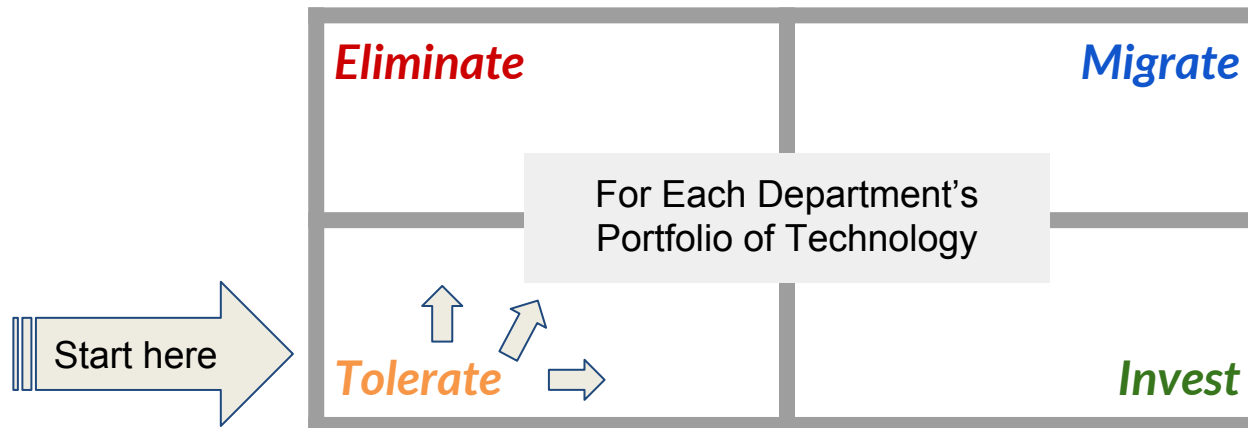 Eliminate
Migrate
For Each Department’s
Portfolio of Technology
Start here
Tolerate
Invest